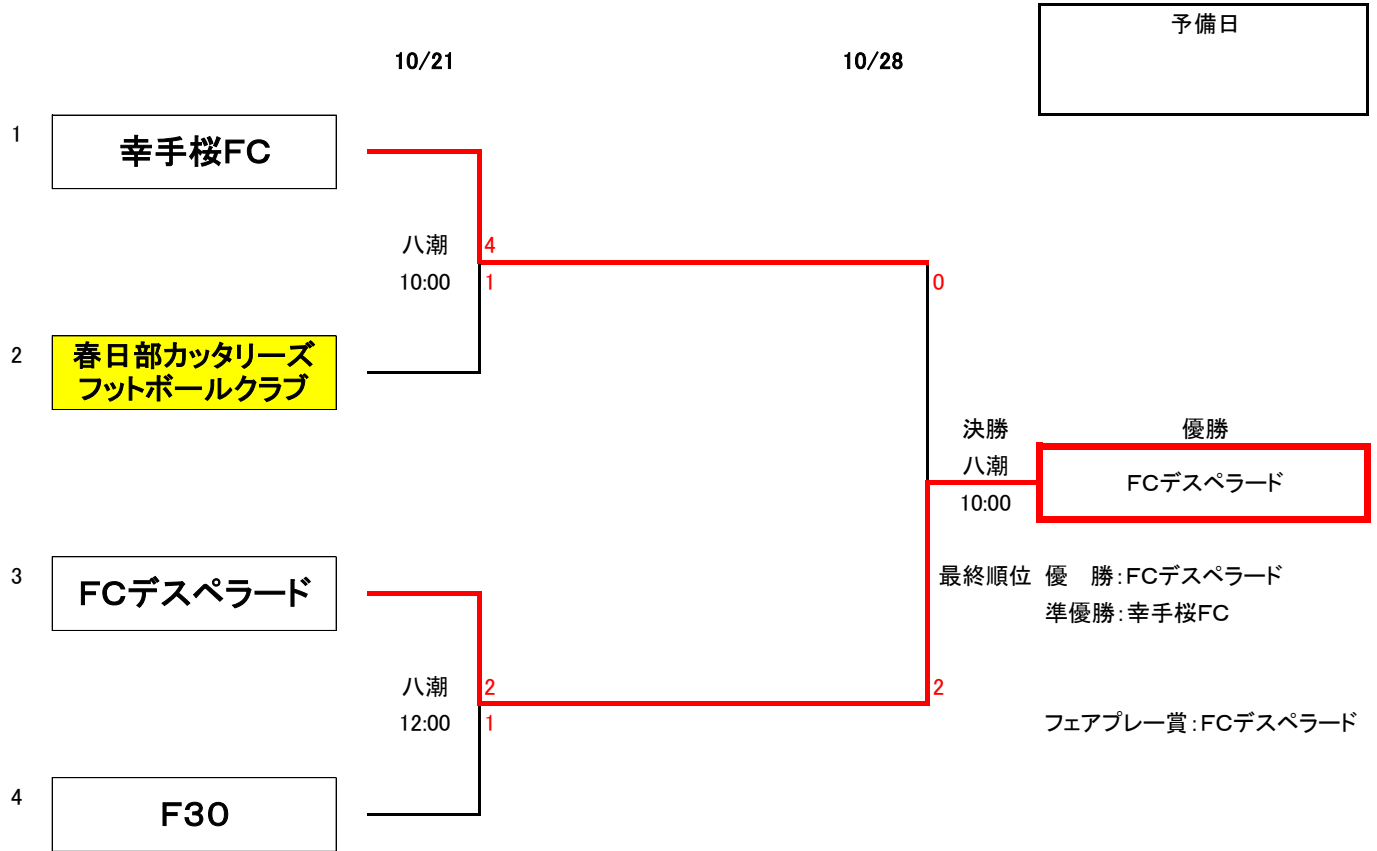 予備日
10/21
10/28
1
幸手桜FC
八潮
4
10:00
1
0
2
春日部カッタリーズ
フットボールクラブ
決勝
優勝
八潮
FCデスペラード
10:00
3
FCデスペラード
最終順位 優　勝:FCデスペラード
準優勝:幸手桜FC
八潮
2
2
12:00
1
フェアプレー賞:FCデスペラード
4
F30